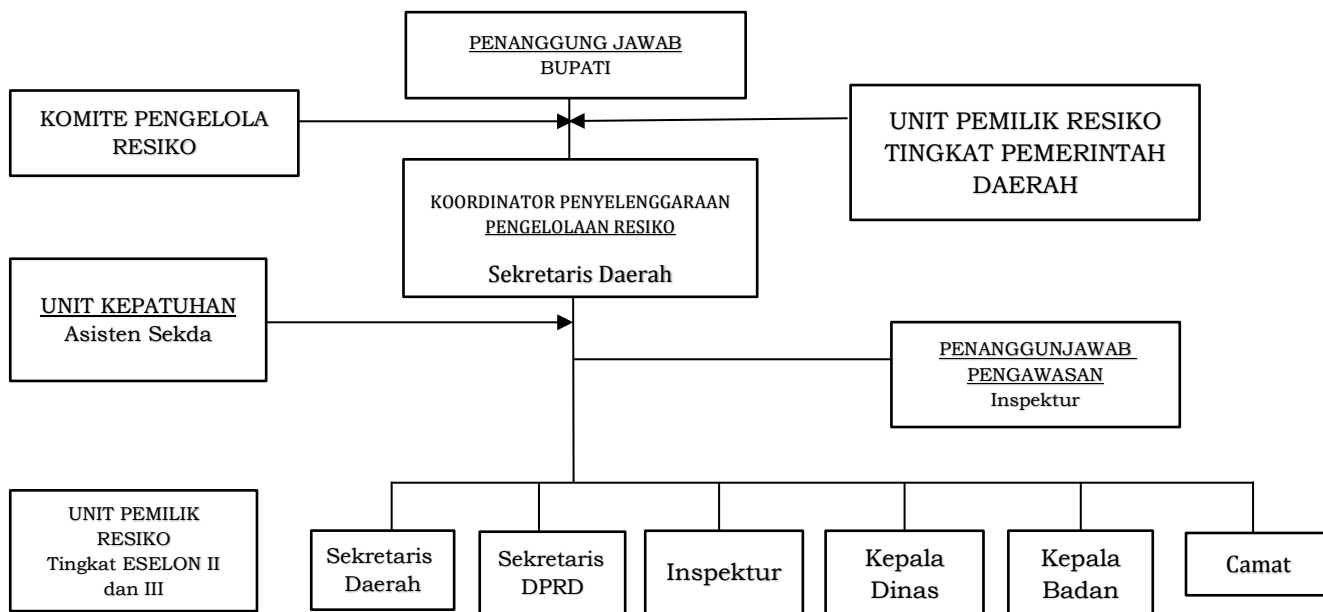 PENANGGUNG JAWAB
BUPATI
KOMITE PENGELOLA
RESIKO
UNIT PEMILIK RESIKO
TINGKAT PEMERINTAH
DAERAH
KOORDINATOR PENYELENGGARAAN
PENGELOLAAN RESIKO
Sekretaris Daerah
UNIT KEPATUHAN
Asisten Sekda
PENANGGUNJAWAB
PENGAWASAN
Inspektur
UNIT PEMILIK
RESIKO
Tingkat ESELON II
dan III
Sekretaris
Daerah
Sekretaris
DPRD
Inspektur
Kepala
Dinas
Kepala
Badan
Camat